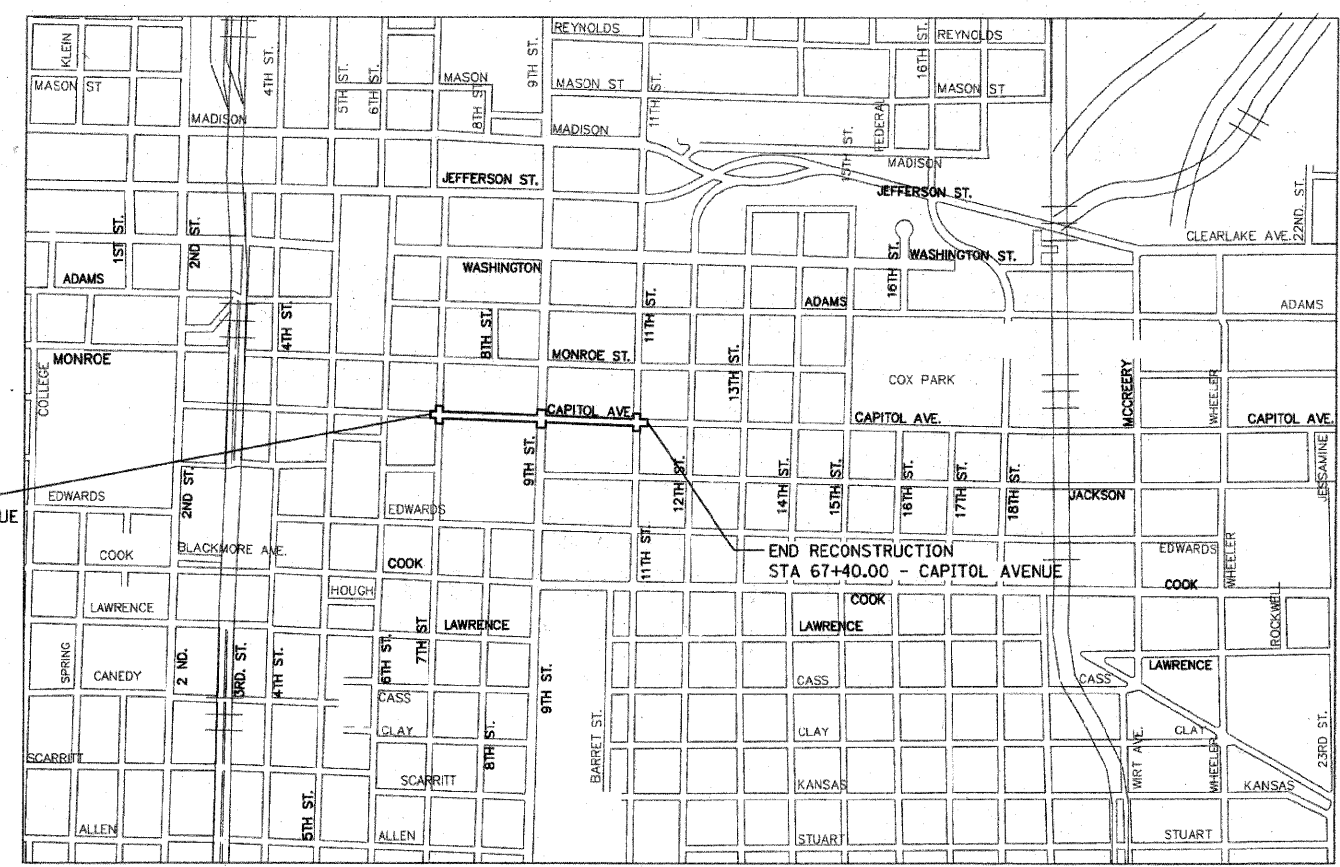 REYNOLDS
REYNOLDS
KLEIN
4TH ST.
5TH ST.
6TH ST.
MASON
9TH ST.
16TH ST.
MASON ST
8TH ST
MASON ST
11TH ST.
MASON ST
MADISON
MADISON
FEDERAL
15TH ST.
MADISON
JEFFERSON ST.
JEFFERSON ST.
22ND. ST.
1ST ST.
2ND ST.
CLEARLAKE AVE.
WASHINGTON
16TH ST.
WASHINGTON ST.
ADAMS
ADAMS
ADAMS
4TH ST.
8TH ST.
11TH ST.
MONROE
MONROE ST.
13TH ST.
COLLEGE
COX PARK
MCCREERY
WHEELER
CAPITOL AVE.
CAPITOL AVE.
CAPITOL AVE.
9TH ST.
JESSAMINE
2ND ST.
12TH ST.
14TH ST.
15TH ST.
16TH ST.
17TH ST.
18TH ST.
EDWARDS
JACKSON
UE
EDWARDS
11TH ST.
COOK
BLACKMORE AVE.
COOK
END RECONSTRUCTION
STA 67+40.00 - CAPITOL AVENUE
EDWARDS
WHEELER
COOK
HOUGH
COOK
ROCKWELL
LAWRENCE
7TH ST
LAWRENCE
LAWRENCE
SPRING
CANEDY
2 ND.
3RD. ST.
4TH ST.
6TH ST.
9TH ST.
LAWRENCE
CASS
CASS
CASS
CLAY
8TH ST.
BARRET ST.
CLAY
WIRT AVE.
CLAY
WHEELER
23RD ST.
SCARRITT
SCARRITT
KANSAS
KANSAS
5TH ST.
ALLEN
ALLEN
STUART
STUART